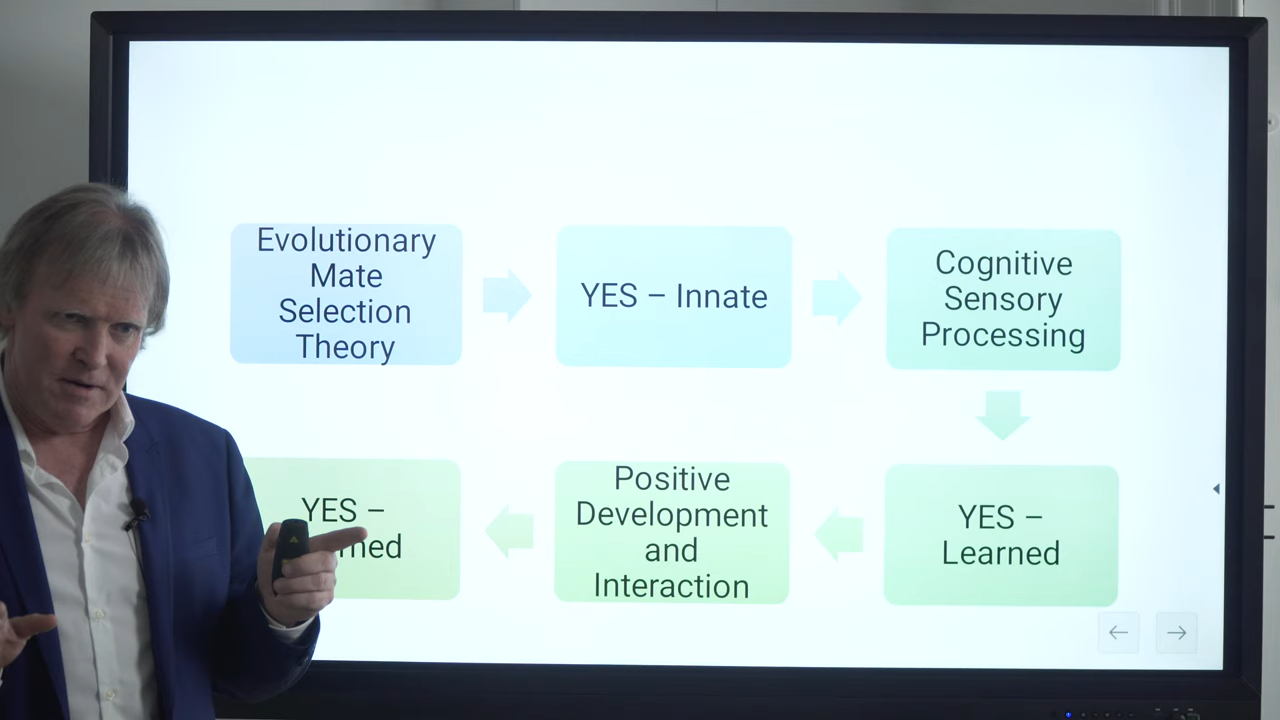 Evolutionary
Mate
Selection
Theory
YES – Innate
Cognitive
Sensory
Processing
YES –
Learned
Positive
Development
and
Interaction
YES –